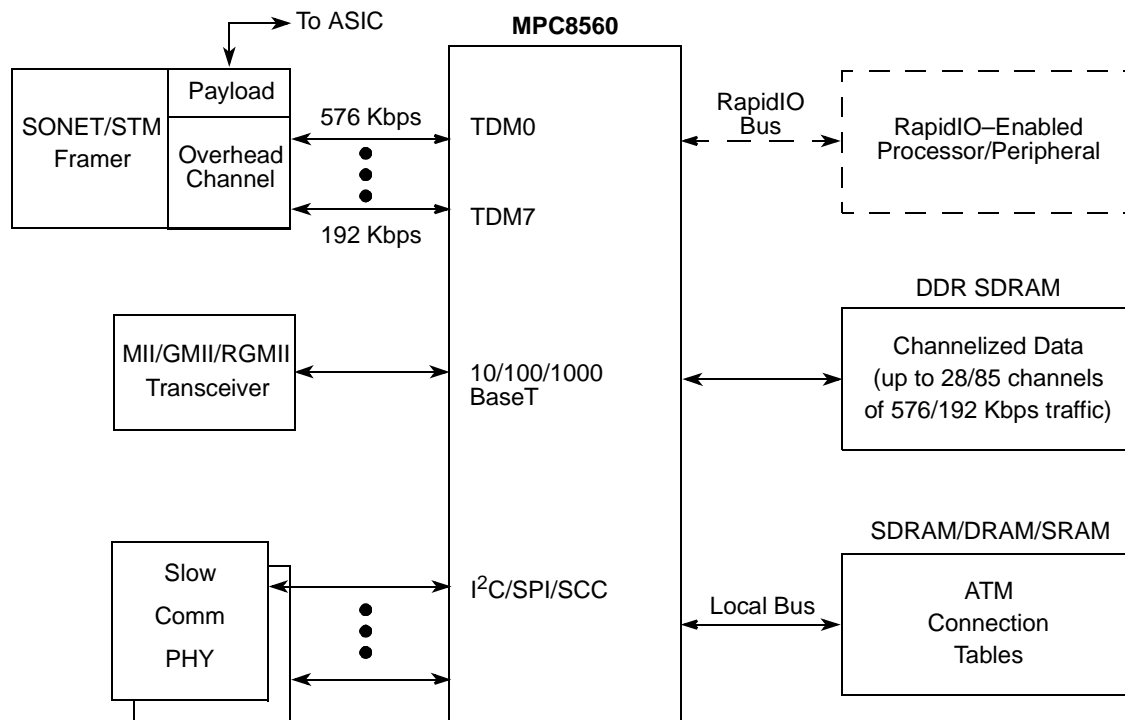 To ASIC
MPC8560
Payload
SONET/STM
Framer
Overhead
Channel
576 Kbps
192 Kbps
TDM0
TDM7
RapidIO
Bus
RapidIO–Enabled
Processor/Peripheral
MII/GMII/RGMII
Transceiver
10/100/1000
BaseT
DDR SDRAM
Channelized Data
(up to 28/85 channels
of 576/192 Kbps traffic)
Slow
Comm
PHY
I²C/SPI/SCC
Local Bus
SDRAM/DRAM/SRAM
ATM
Connection
Tables